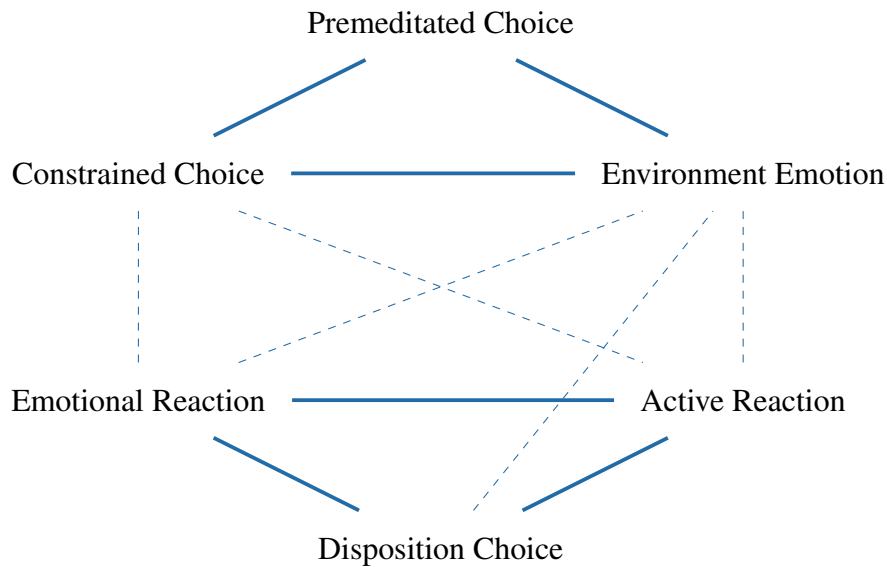 Premeditated Choice
Constrained Choice
Environment Emotion
Emotional Reaction
Active Reaction
Disposition Choice